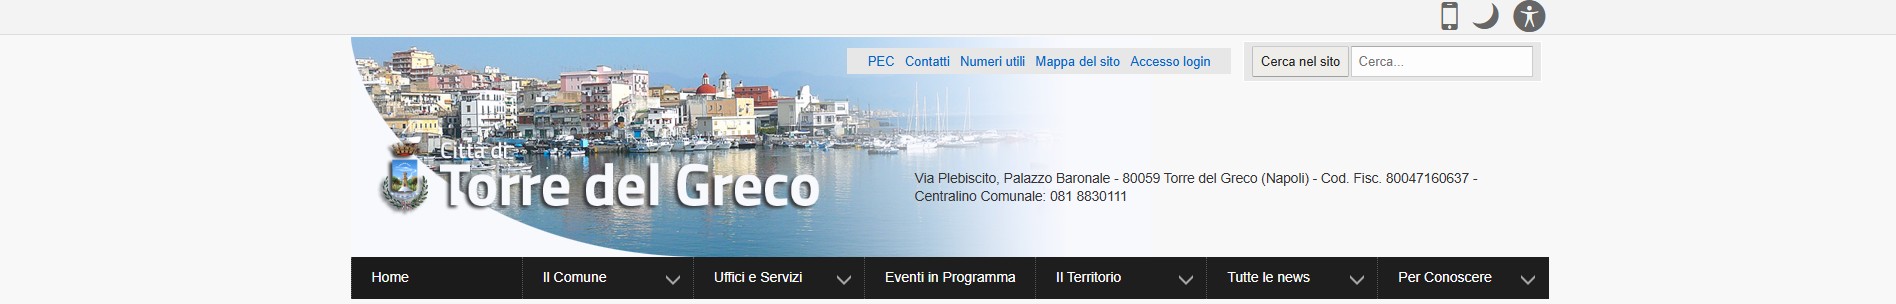 PEC Contatti Numeri utili Mappa del sito Accesso login
Cerca nel sito Cerca...
Città di
Torre del Greco
Via Plebiscito, Palazzo Baronale - 80059 Torre del Greco (Napoli) - Cod. Fisc. 80047160637 -
Centralino Comunale: 081 8830111
Home Il Comune Uffici e Servizi Eventi in Programma Il Territorio Tutte le news Per Conoscere